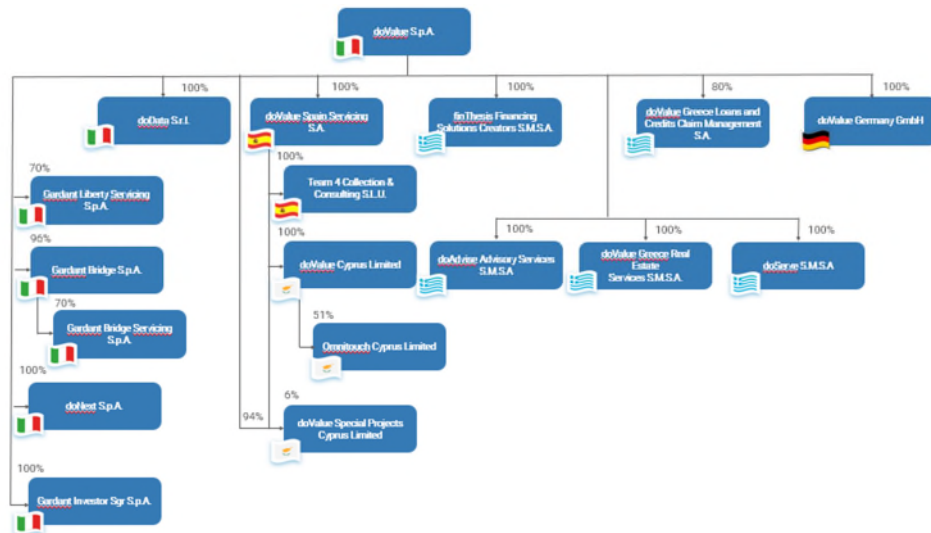 doValue S.p.A.
100%
100%
100%
80%
100%
doData S.r.l.
doValue Spain Servicing
S.A.
finThesis Financing
Solutions Creators S.M.S.A.
doValue Greece Loans and
Credits Claim Management
S.A.
doValue Germany GmbH
70%
Gardant Liberty Servicing
S.p.A.
100%
Team 4 Collection &
Consulting S.L.U.
96%
Gardant Bridge S.p.A.
100%
doValue Cyprus Limited
100%
doAdvise Advisory Services
S.M.S.A
100%
doValue Greece Real
Estate
Services S.M.S.A.
100%
doServe S.M.S.A
70%
Gardant Bridge Servicing
S.p.A.
51%
Omnitouch Cyprus Limited
100%
doNext S.p.A.
94%
6%
doValue Special Projects
Cyprus Limited
100%
Gardant Investor Sgr S.p.A.